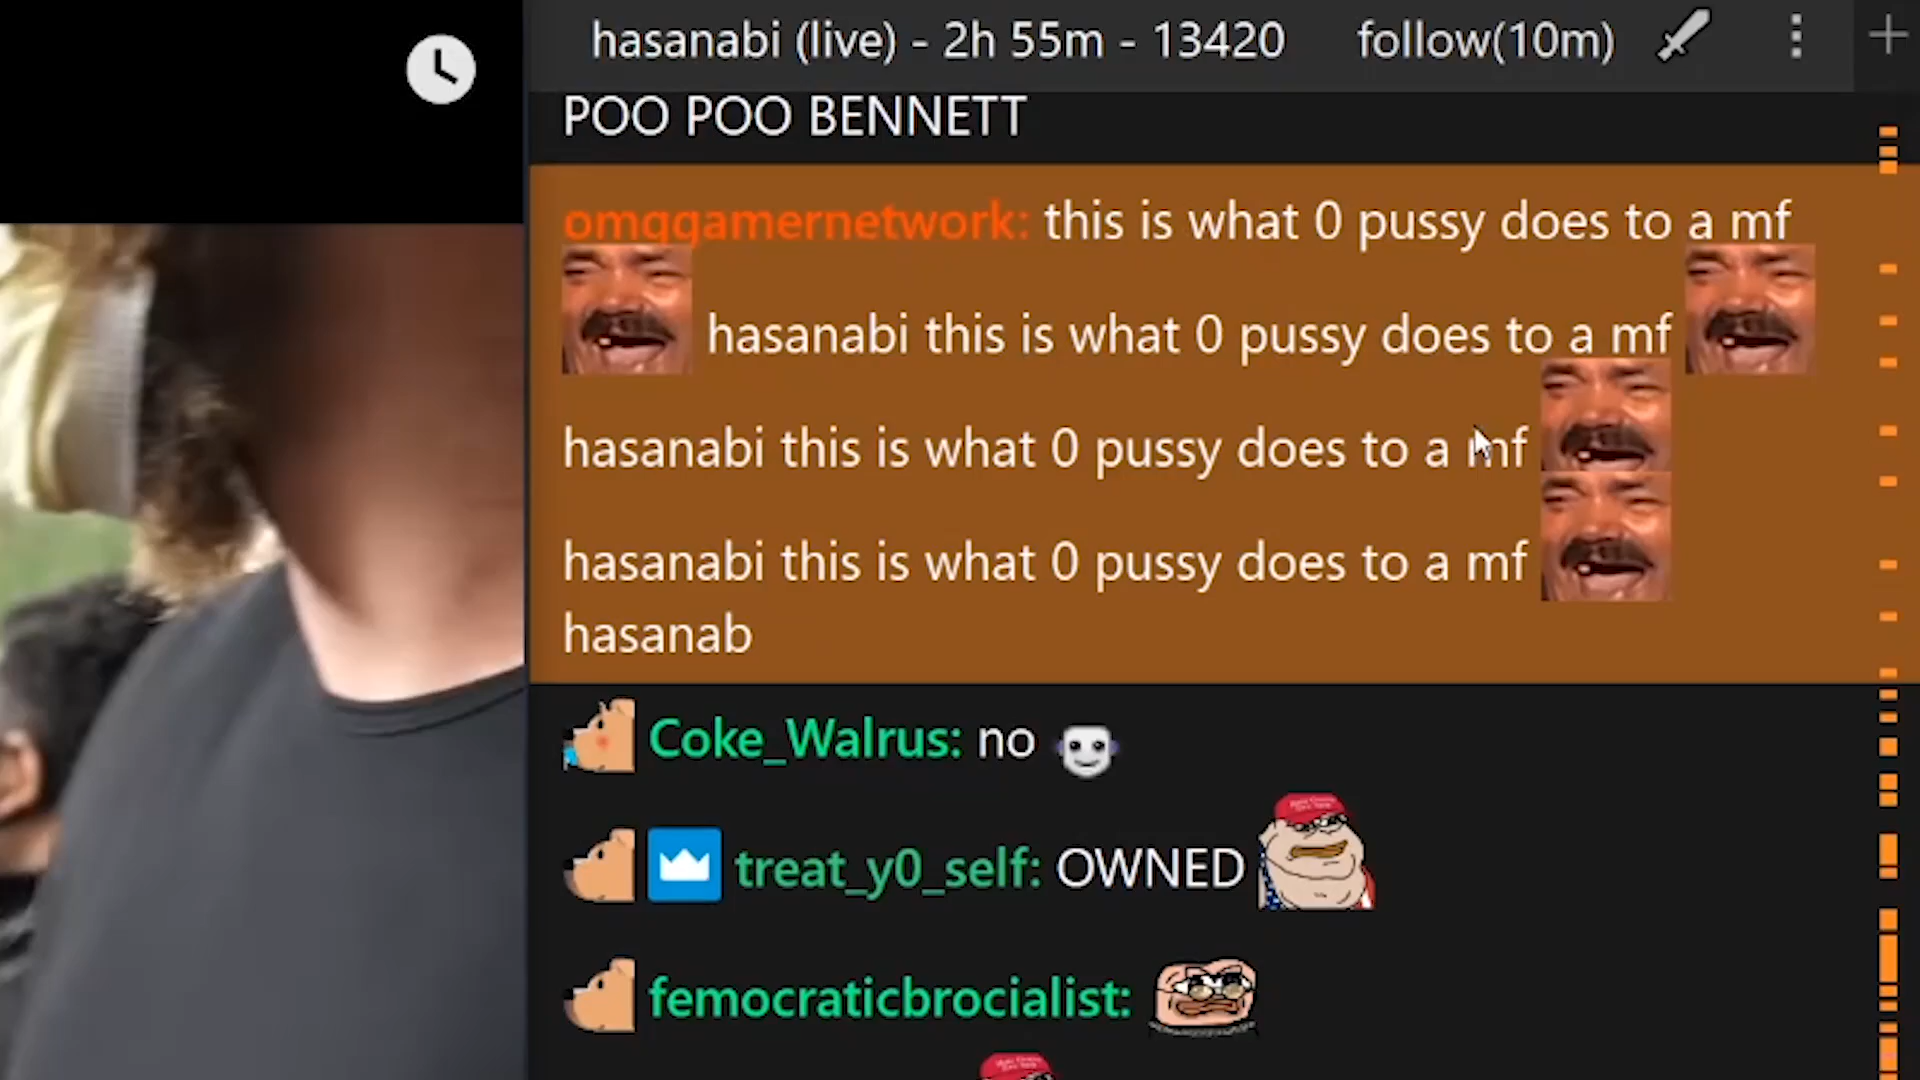 hasanabi (live) - 2h 55m - 13420 follow(10m)
POO POO BENNETT
omggamernetwork: this is what 0 pussy does to a mf
hasanabi this is what 0 pussy does to a mf
hasanabi this is what 0 pussy does to a mf
hasanabi this is what 0 pussy does to a mf
hasanab
Coke_Walrus: no
treat_y0_self: OWNED
femocraticbrocialist: